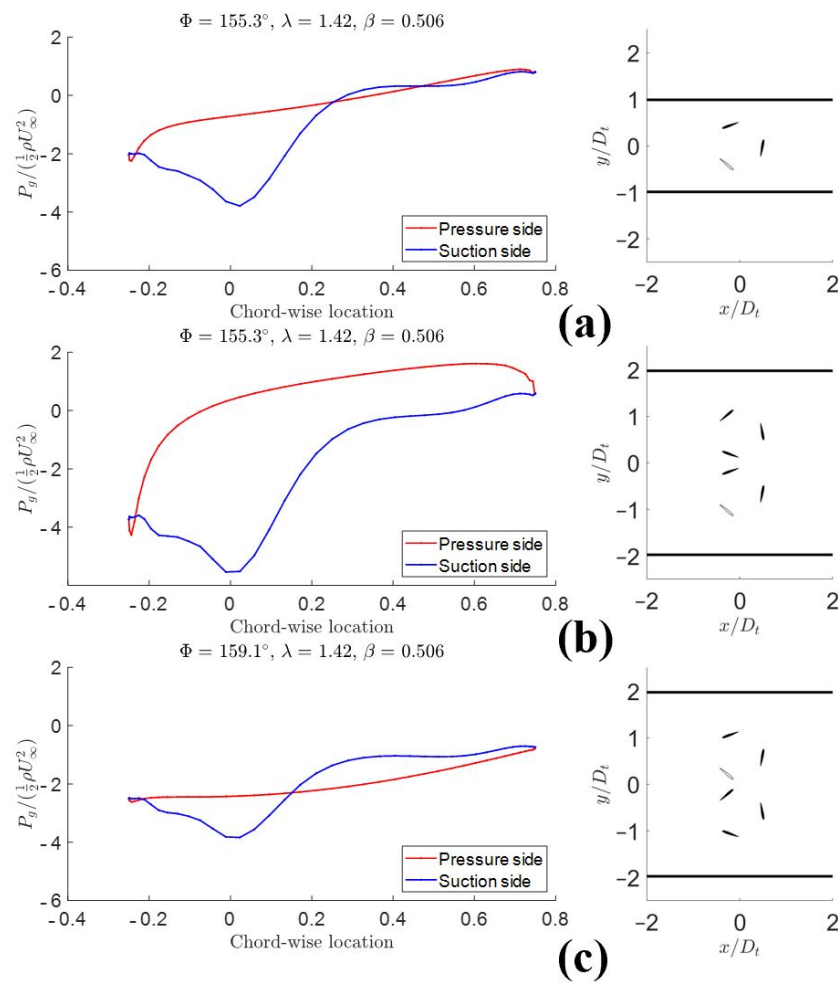 Φ = 155.3°, λ = 1.42, β = 0.506
2
0
-2
-4
-6
P_g/(½ρU²_∞)
Pressure side
Suction side
-0.4 -0.2 0 0.2 0.4 0.6 0.8
Chord-wise location
2
1
0
-1
-2
y/D_t
-2 0 2
x/D_t
(a)
Φ = 155.3°, λ = 1.42, β = 0.506
2
0
-2
-4
P_g/(½ρU²_∞)
Pressure side
Suction side
-0.4 -0.2 0 0.2 0.4 0.6 0.8
Chord-wise location
2
1
0
-1
-2
y/D_t
-2 0 2
x/D_t
(b)
Φ = 159.1°, λ = 1.42, β = 0.506
2
0
-2
-4
-6
P_g/(½ρU²_∞)
Pressure side
Suction side
-0.4 -0.2 0 0.2 0.4 0.6 0.8
Chord-wise location
2
1
0
-1
-2
y/D_t
-2 0 2
x/D_t
(c)